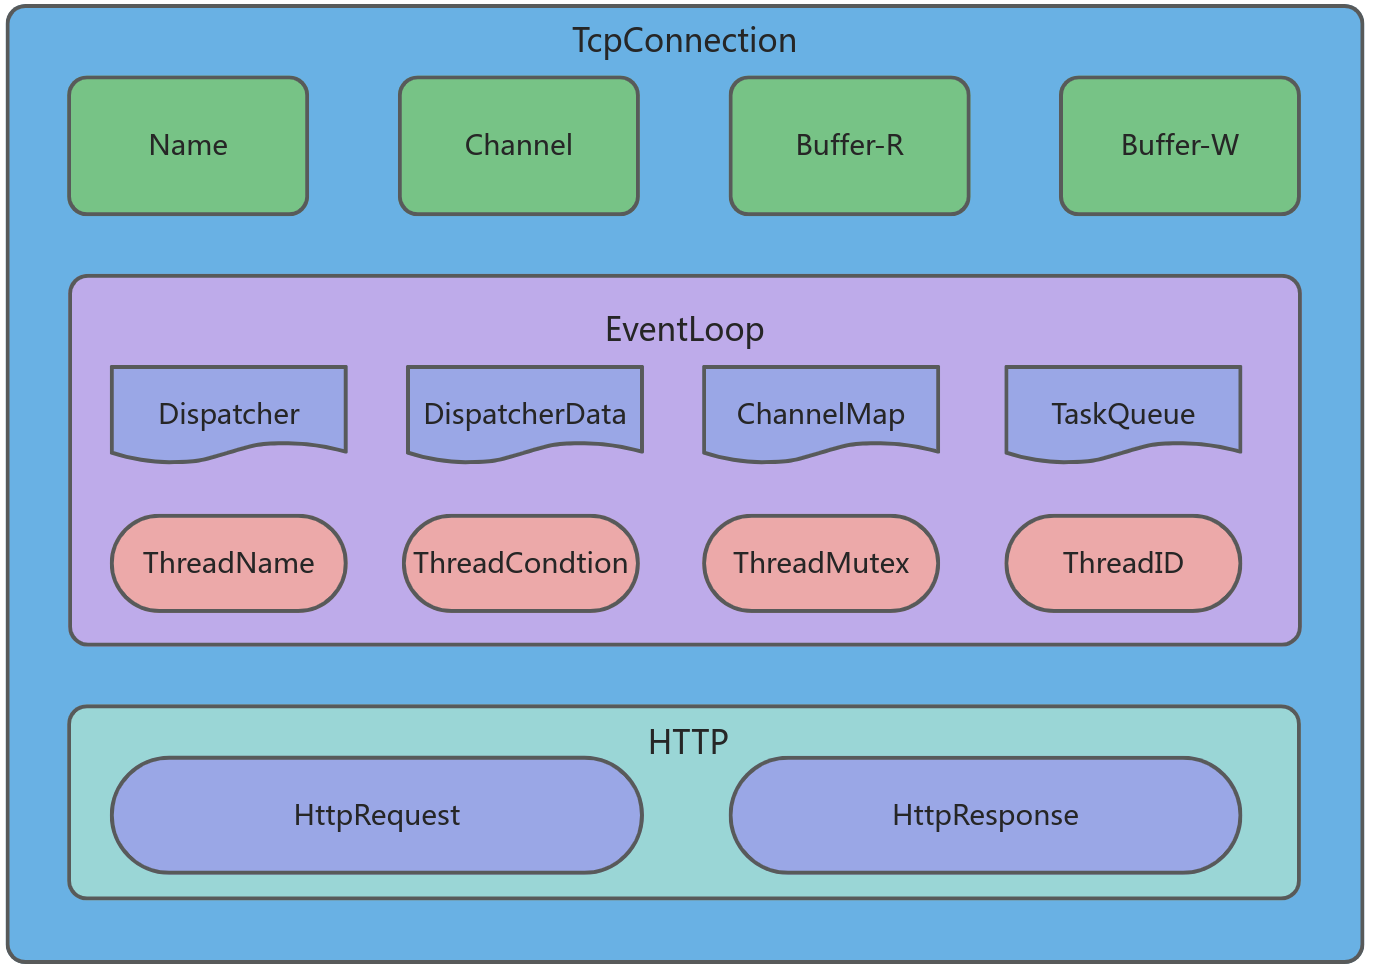 TcpConnection
Name
Channel
Buffer-R
Buffer-W
EventLoop
Dispatcher
DispatcherData
ChannelMap
TaskQueue
ThreadName
ThreadCondtion
ThreadMutex
ThreadID
HTTP
HttpRequest
HttpResponse